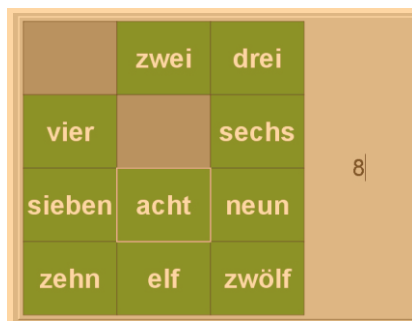 zwei drei
vier sechs
sieben acht neun
8
zehn elf zwölf